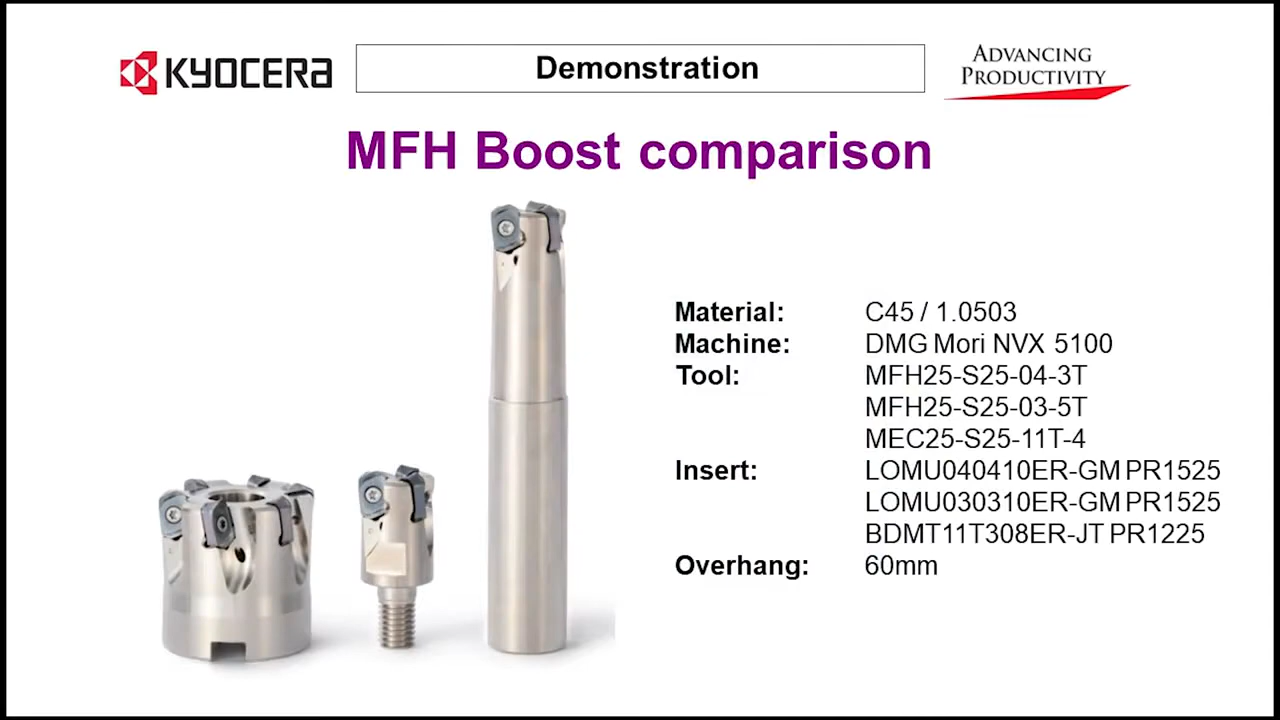 KYOCERA
Demonstration
ADVANCING
PRODUCTIVITY
MFH Boost comparison
Material: C45 / 1.0503
Machine: DMG Mori NVX 5100
Tool: MFH25-S25-04-3T
MFH25-S25-03-5T
MEC25-S25-11T-4
Insert: LOMU040410ER-GM PR1525
LOMU030310ER-GM PR1525
BDMT11T308ER-JT PR1225
Overhang: 60mm